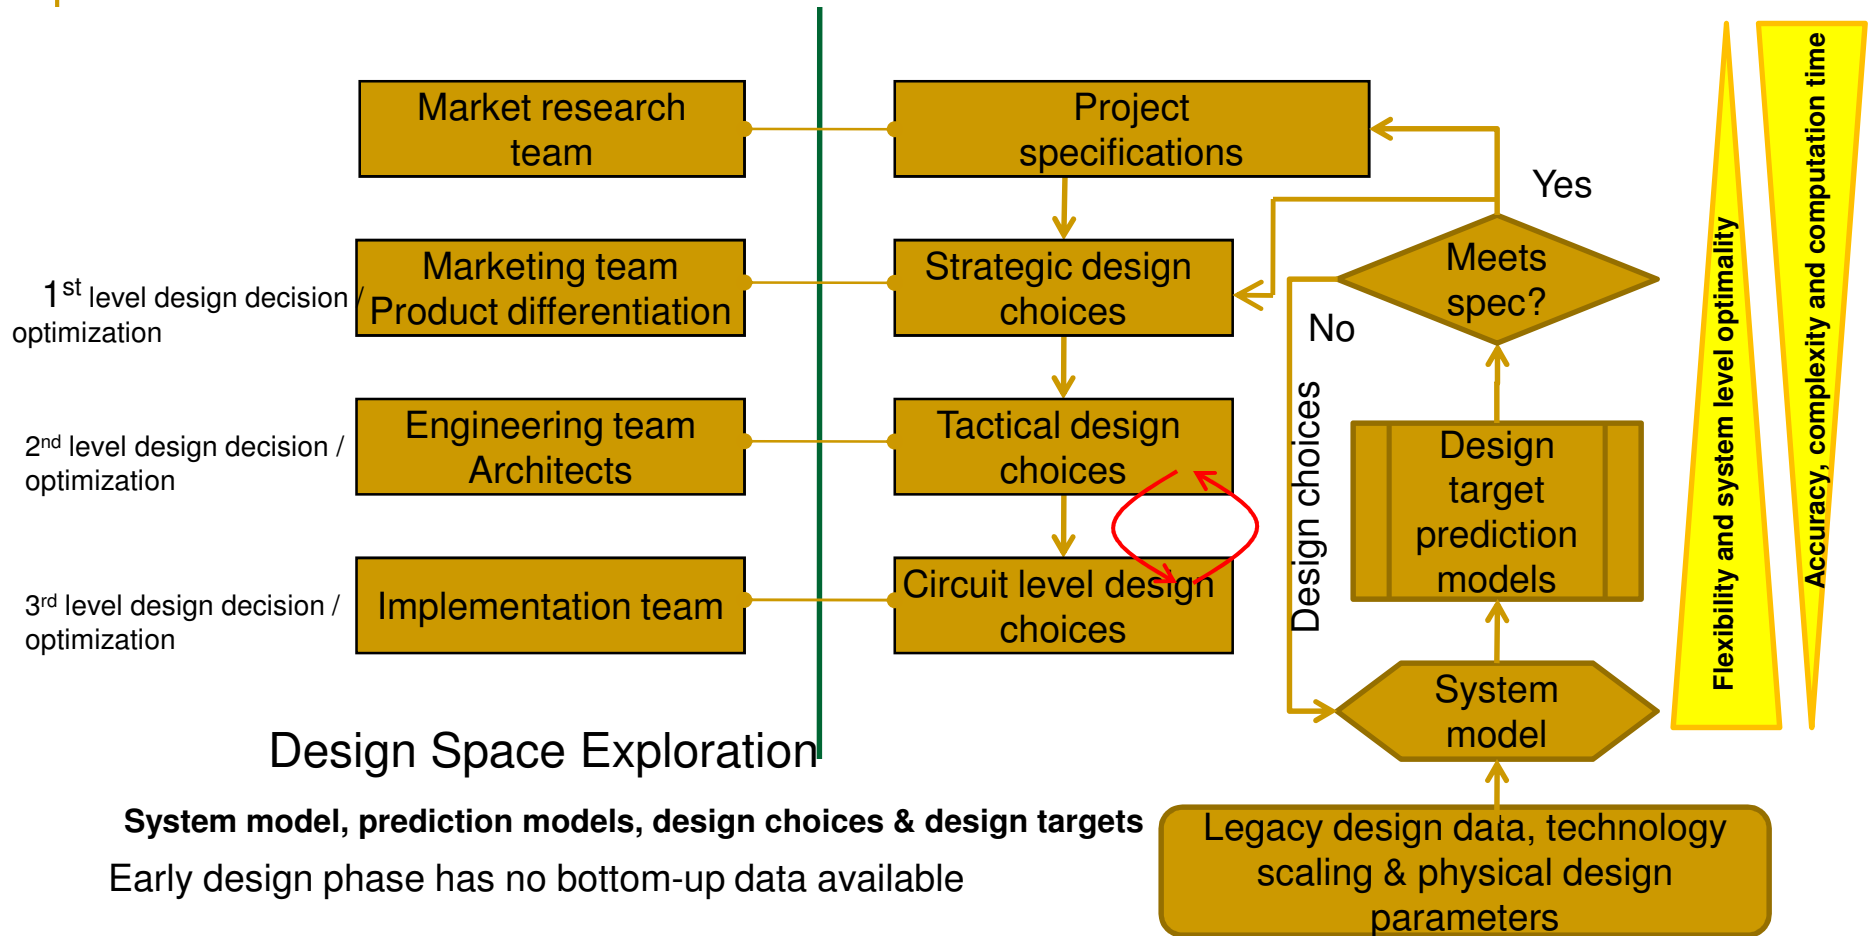 Market research
team
Project
specifications
Yes
1st level design decision /
optimization
Marketing team
Product differentiation
Strategic design
choices
Meets
spec?
No
2nd level design decision /
optimization
Engineering team
Architects
Tactical design
choices
Design choices
Design
target
prediction
models
3rd level design decision /
optimization
Implementation team
Circuit level design
choices
System
model
Flexibility and system level optimality
Accuracy, complexity and computation time
Design Space Exploration
System model, prediction models, design choices & design targets
Early design phase has no bottom-up data available
Legacy design data, technology
scaling & physical design
parameters